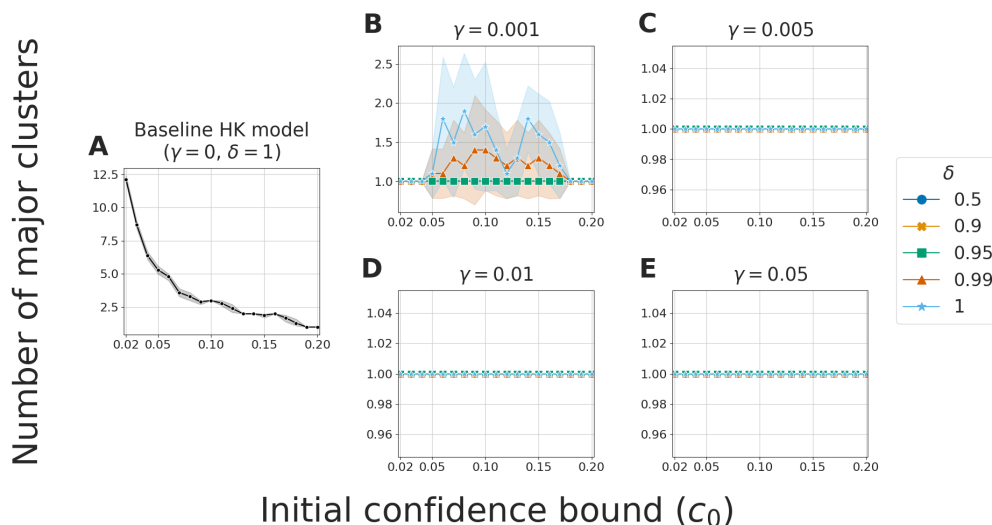 Number of major clusters
A
Baseline HK model
(γ = 0, δ = 1)
12.5
10.0
7.5
5.0
2.5
0.02 0.05 0.10 0.15 0.20
B
γ = 0.001
2.5
2.0
1.5
1.0
0.02 0.05 0.10 0.15 0.20
C
γ = 0.005
1.04
1.02
1.00
0.98
0.96
0.02 0.05 0.10 0.15 0.20
D
γ = 0.01
1.04
1.02
1.00
0.98
0.96
0.02 0.05 0.10 0.15 0.20
E
γ = 0.05
1.04
1.02
1.00
0.98
0.96
0.02 0.05 0.10 0.15 0.20
δ
0.5
0.9
0.95
0.99
1
Initial confidence bound (c₀)